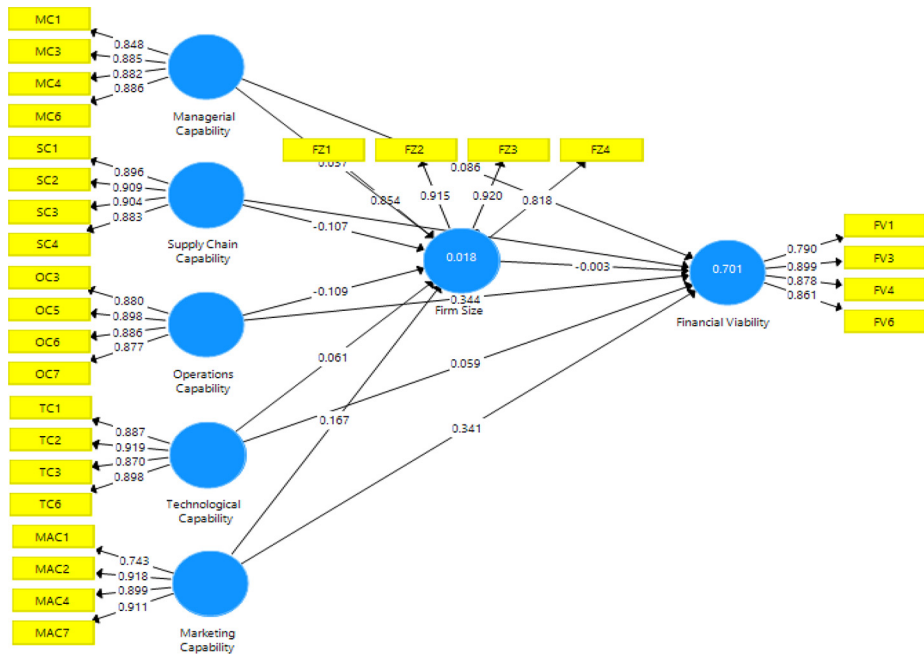 MC1
MC3
MC4
MC6
0.848
0.885
0.882
0.886
Managerial
Capability
SC1
SC2
SC3
SC4
0.896
0.909
0.904
0.883
Supply Chain
Capability
OC3
OC5
OC6
OC7
0.880
0.898
0.886
0.877
Operations
Capability
TC1
TC2
TC3
TC6
0.887
0.919
0.870
0.898
Technological
Capability
MAC1
MAC2
MAC4
MAC7
0.743
0.918
0.899
0.911
Marketing
Capability
FZ1
FZ2
FZ3
FZ4
0.854
0.915
0.920
0.818
0.086
-0.107
-0.109
0.061
0.167
0.018
Firm Size
-0.003
0.344
0.059
0.341
0.701
Financial Viability
0.790
0.899
0.878
0.861
FV1
FV3
FV4
FV6